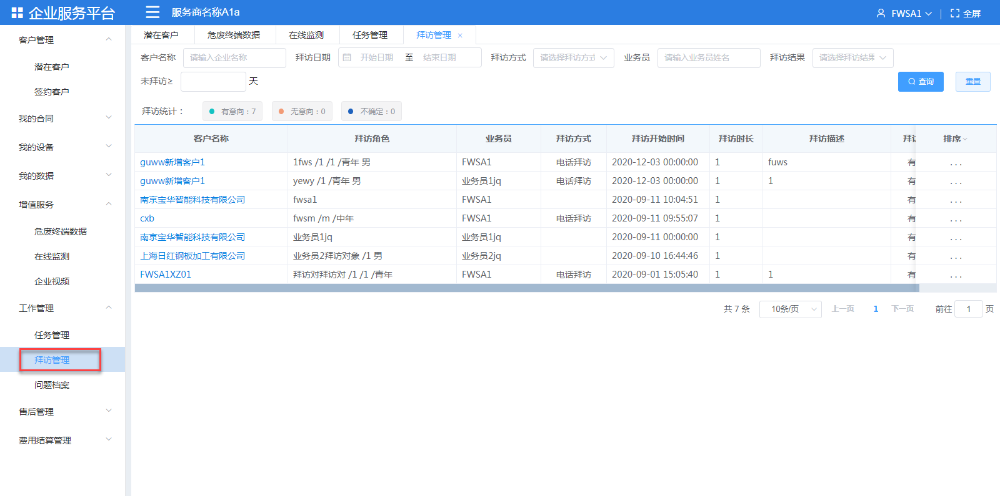 企业服务平台
服务商名称A1a
FWSA1
全屏
客户管理
潜在客户
签约客户
我的合同
我的设备
我的数据
增值服务
危废终端数据
在线监测
企业视频
工作管理
任务管理
拜访管理
问题档案
售后管理
费用结算管理
潜在客户 危废终端数据 在线监测 任务管理 拜访管理 ×
客户名称 请输入企业名称 拜访日期 开始日期 至 结束日期 拜访方式 请选择拜访方式 业务员 请输入业务员姓名 拜访结果 请选择拜访结果
未拜访≥ 天 查询 重置
拜访统计： 有意向：7 无意向：0 不确定：0
客户名称 拜访角色 业务员 拜访方式 拜访开始时间 拜访时长 拜访描述 拜 排序
guww新增客户1 1fws /1 /1 /青年 男 FWSA1 电话拜访 2020-12-03 00:00:00 1 fuws 有 ...
guww新增客户1 yewy /1 /青年 男 业务员1jq 电话拜访 2020-12-03 00:00:00 1 1 有 ...
南京宝华智能科技有限公司 fwsa1 FWSA1 2020-09-11 10:04:51 1 有 ...
cxb fwsm /m /中年 FWSA1 电话拜访 2020-09-11 09:55:07 1 有 ...
南京宝华智能科技有限公司 业务员1jq 业务员1jq 2020-09-11 00:00:00 1 有 ...
上海日红钢板加工有限公司 业务员2拜访对象 /1 男 业务员2jq 2020-09-10 16:44:46 1 有 ...
FWSA1XZ01 拜访对拜访对 /1 /1 /青年 FWSA1 电话拜访 2020-09-01 15:05:40 1 1 有 ...
共 7 条 10条/页 上一页 1 下一页 前往 1 页